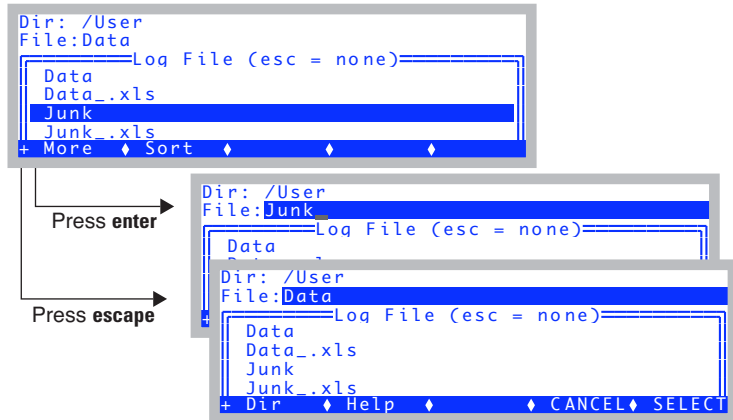 Dir: /User
File:Data
Log File (esc = none)
Data
Data_.xls
Junk
Junk_.xls
+ More ♦ Sort ♦ ♦ ♦
Press enter
Dir: /User
File:Junk_
Log File (esc = none)
Data
Press escape
Dir: /User
File:Data
Log File (esc = none)
Data
Data_.xls
Junk
Junk_.xls
+ Dir ♦ Help ♦ ♦ CANCEL♦ SELECT